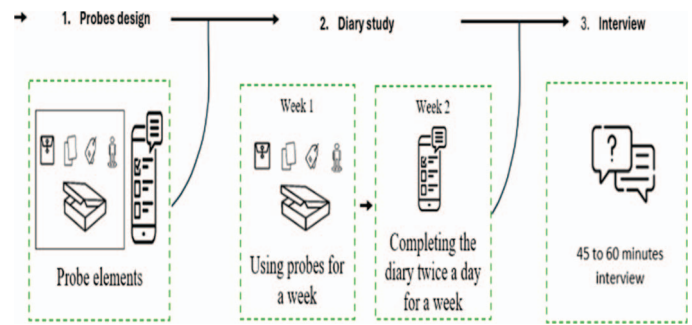 1. Probes design
2. Diary study
3. Interview
Week 1
Week 2
?
Probe elements
Using probes for
a week
Completing the
diary twice a day
for a week
45 to 60 minutes
interview